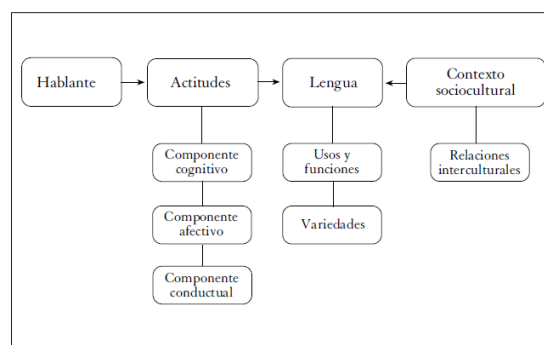 Hablante
Actitudes
Lengua
Contexto
sociocultural
Componente
cognitivo
Usos y
funciones
Relaciones
interculturales
Componente
afectivo
Variedades
Componente
conductual